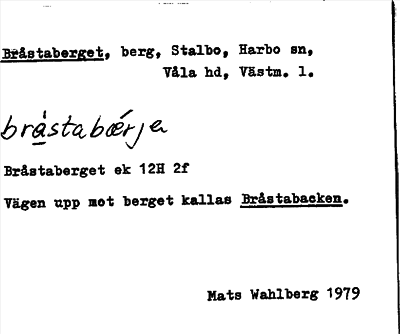 Bråstaberget, berg, Stalbo, Harbo sn,
Våla hd, Västm. l.
bråstabǽrjen
Bråstaberget ek 12H 2f
Vägen upp mot berget kallas Bråstabacken.
Mats Wahlberg 1979